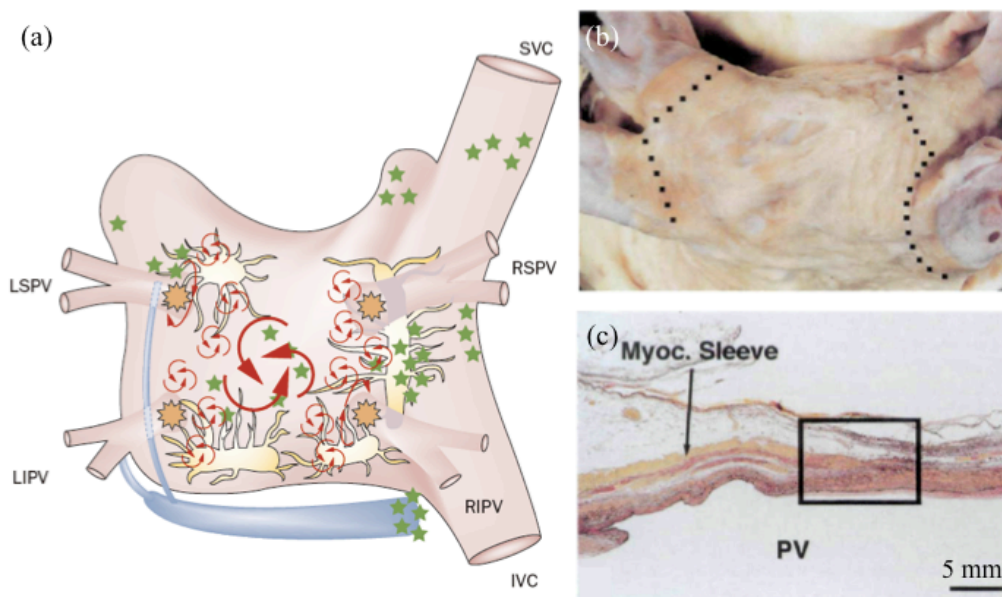 (a)
SVC
LSPV
RSPV
LIPV
RIPV
IVC
(b)
(c)
Myoc. Sleeve
PV
5 mm